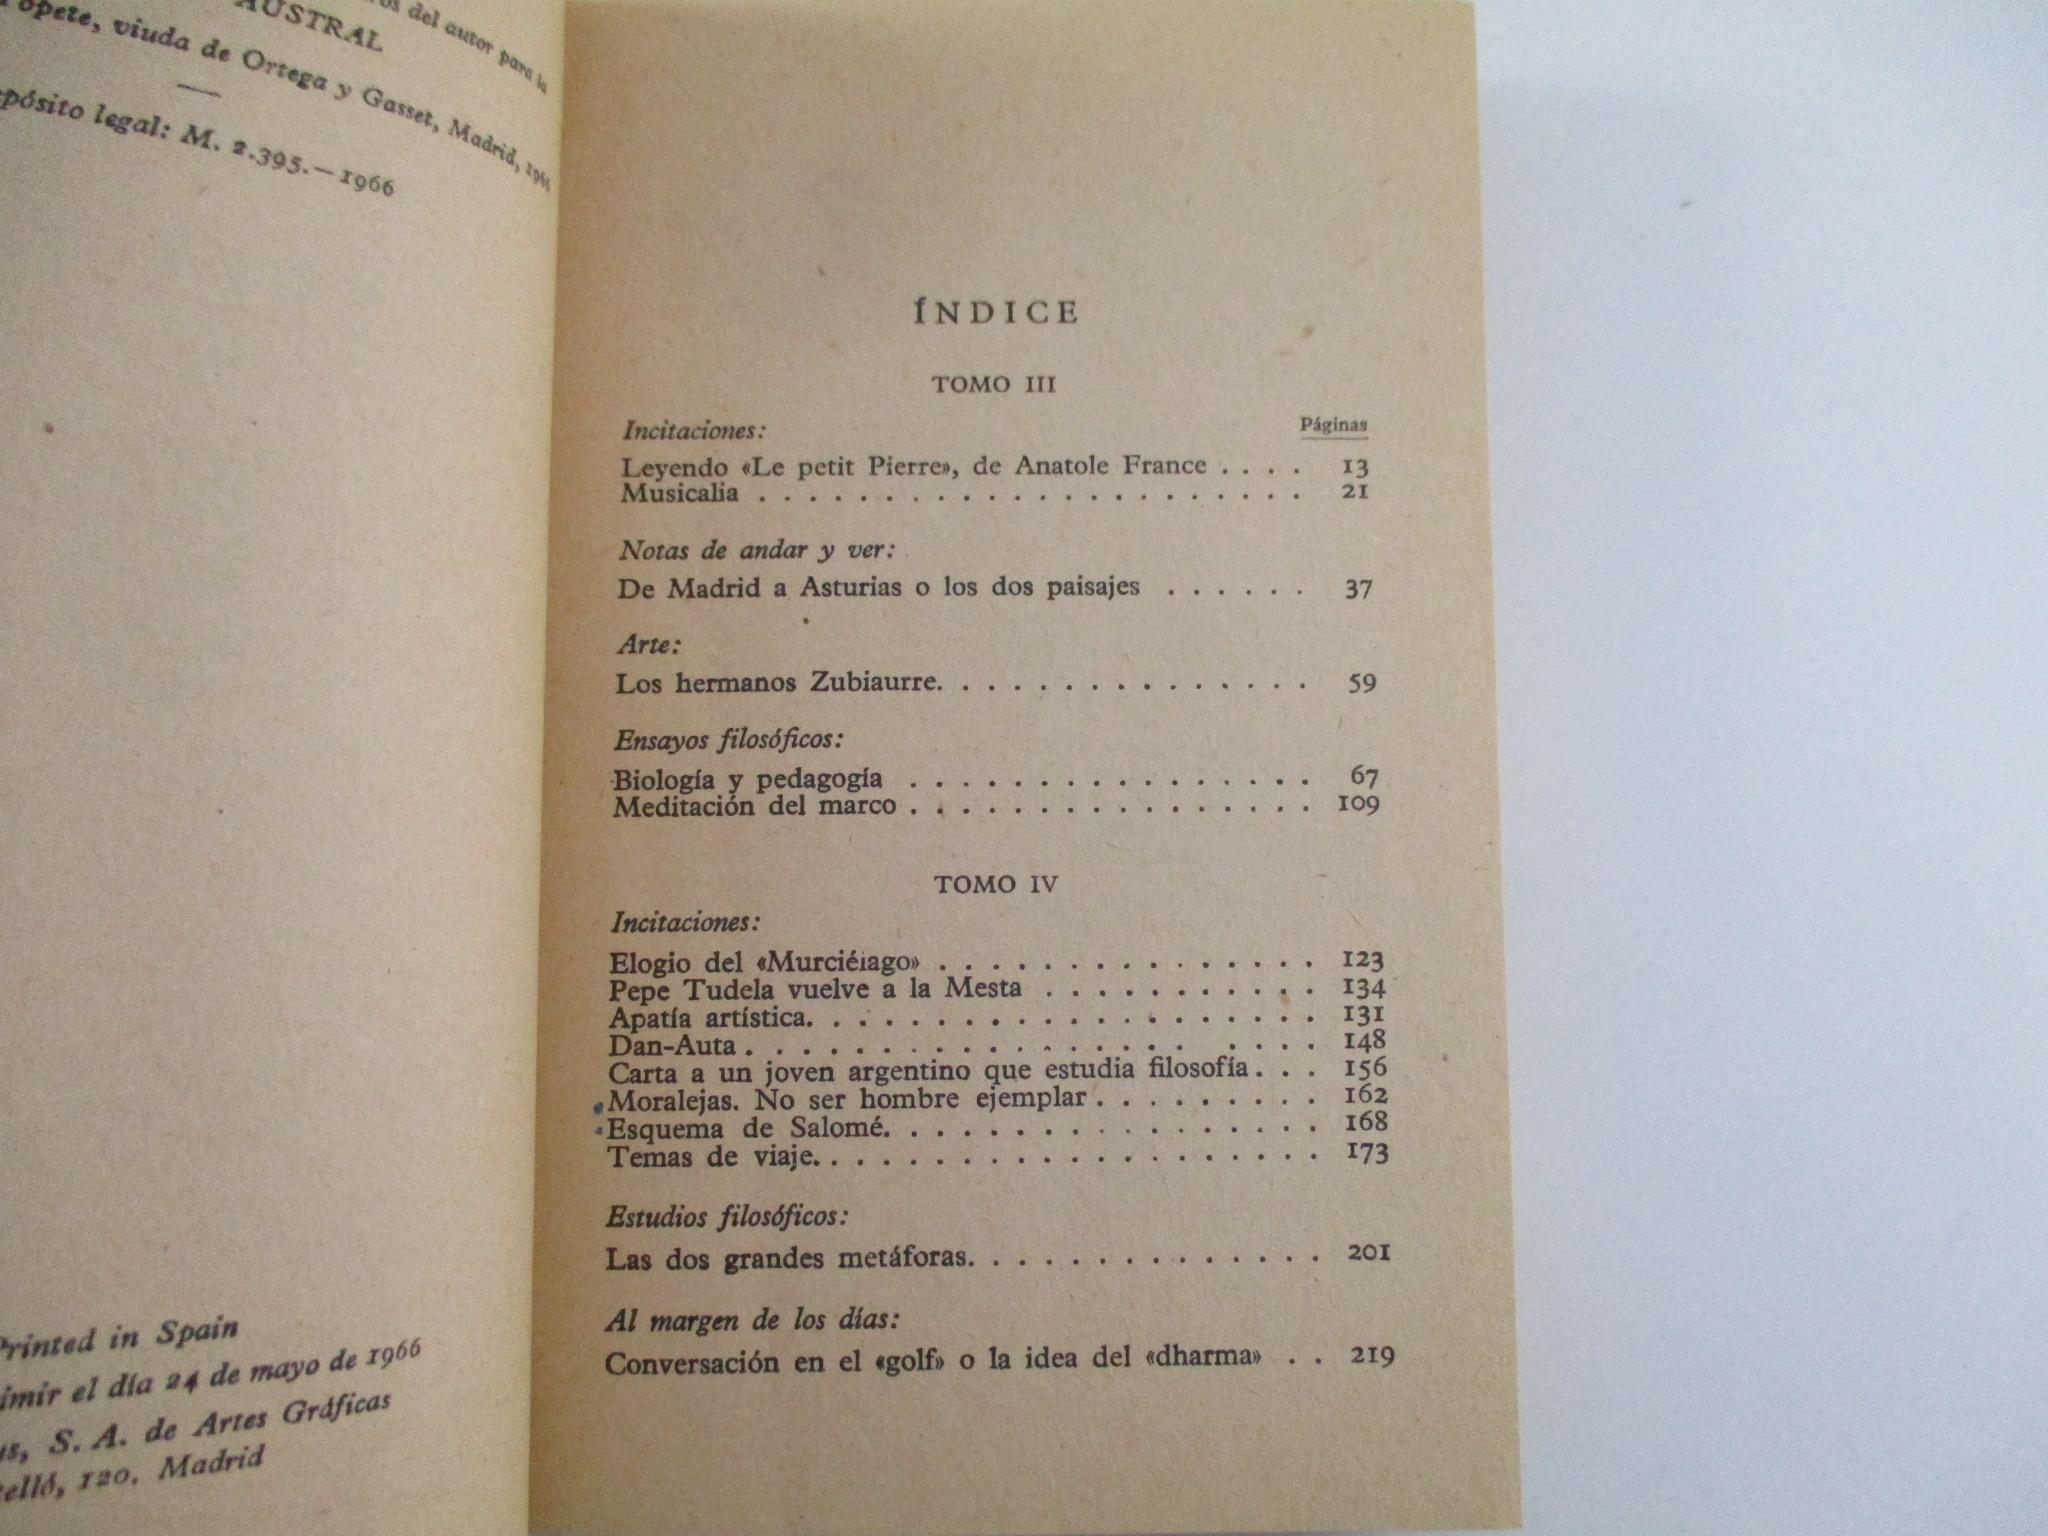 del autor para la
AUSTRAL
viuda de Ortega y Gasset, Madrid, 1966
legal: M. 2.395.—1966
Printed in Spain
el día 24 de mayo de 1966
S. A. de Artes Gráficas
120. Madrid
ÍNDICE
TOMO III
Páginas
Incitaciones:
Leyendo «Le petit Pierre», de Anatole France . . . . 13
Musicalia . . . . . . . . . . . . . . . . . . . . . 21
Notas de andar y ver:
De Madrid a Asturias o los dos paisajes . . . . . . 37
Arte:
Los hermanos Zubiaurre. . . . . . . . . . . . . . . 59
Ensayos filosóficos:
Biología y pedagogía . . . . . . . . . . . . . . . . 67
Meditación del marco . . . . . . . . . . . . . . . . 109
TOMO IV
Incitaciones:
Elogio del «Murciélago» . . . . . . . . . . . . . . . 123
Pepe Tudela vuelve a la Mesta . . . . . . . . . . . 134
Apatía artística. . . . . . . . . . . . . . . . . . . . 131
Dan-Auta . . . . . . . . . . . . . . . . . . . . . 148
Carta a un joven argentino que estudia filosofía . . . 156
Moralejas. No ser hombre ejemplar . . . . . . . . . 162
Esquema de Salomé. . . . . . . . . . . . . . . . . 168
Temas de viaje. . . . . . . . . . . . . . . . . . . . 173
Estudios filosóficos:
Las dos grandes metáforas. . . . . . . . . . . . . . 201
Al margen de los días:
Conversación en el «golf» o la idea del «dharma» . . 219